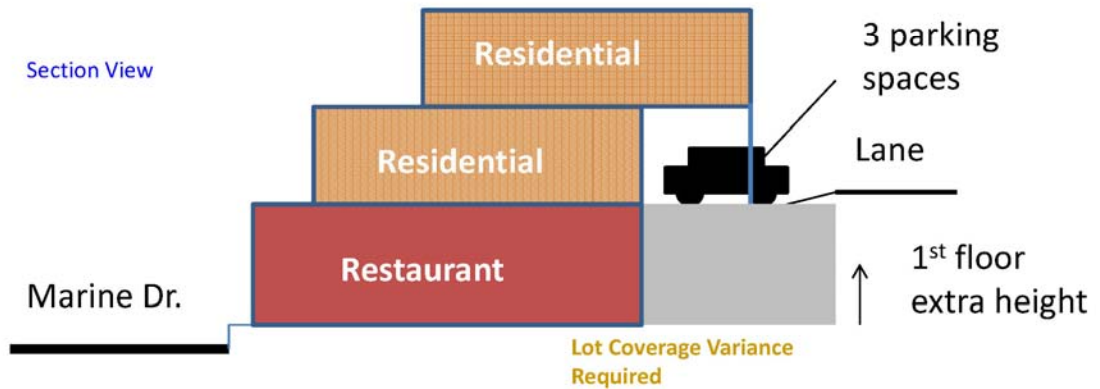 Section View
Residential
3 parking
spaces
Residential
Lane
Restaurant
1st floor
extra height
Marine Dr.
Lot Coverage Variance
Required